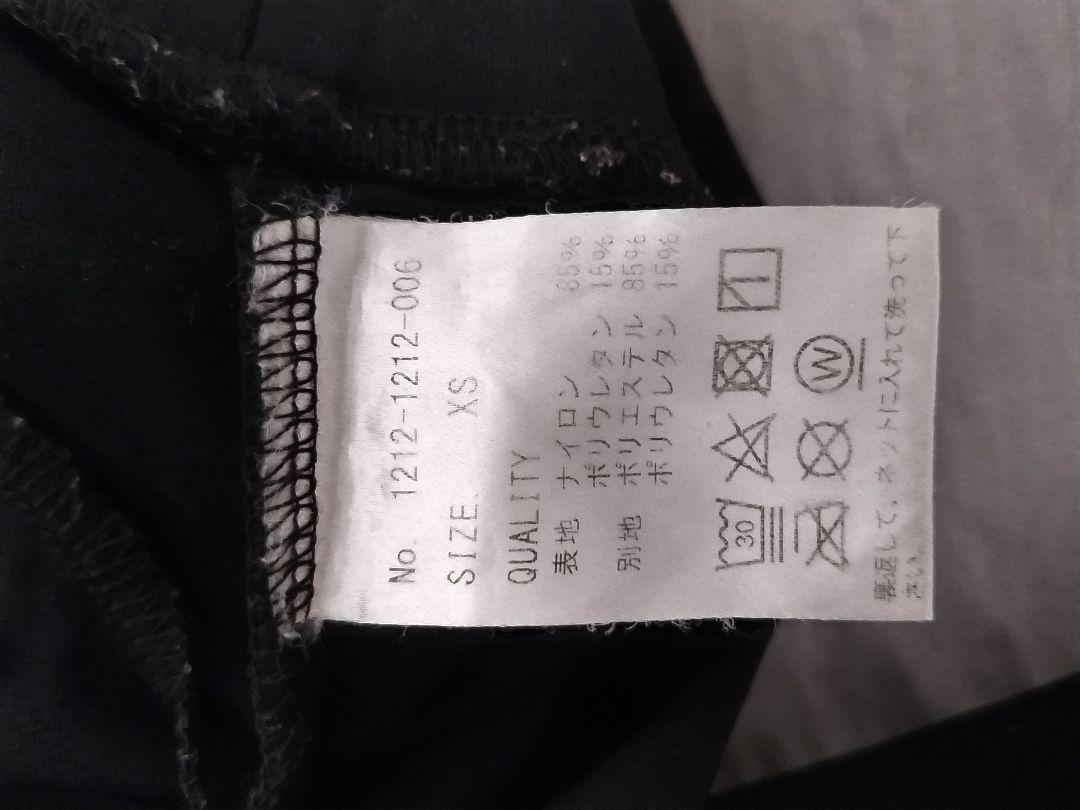 No. 1212-1212-006
SIZE. XS
QUALITY
表地 ナイロン 85%
ポリウレタン 15%
別地 ポリエステル 85%
ポリウレタン 15%
30
W
裏返して、ネットに入れて洗って下
さい。